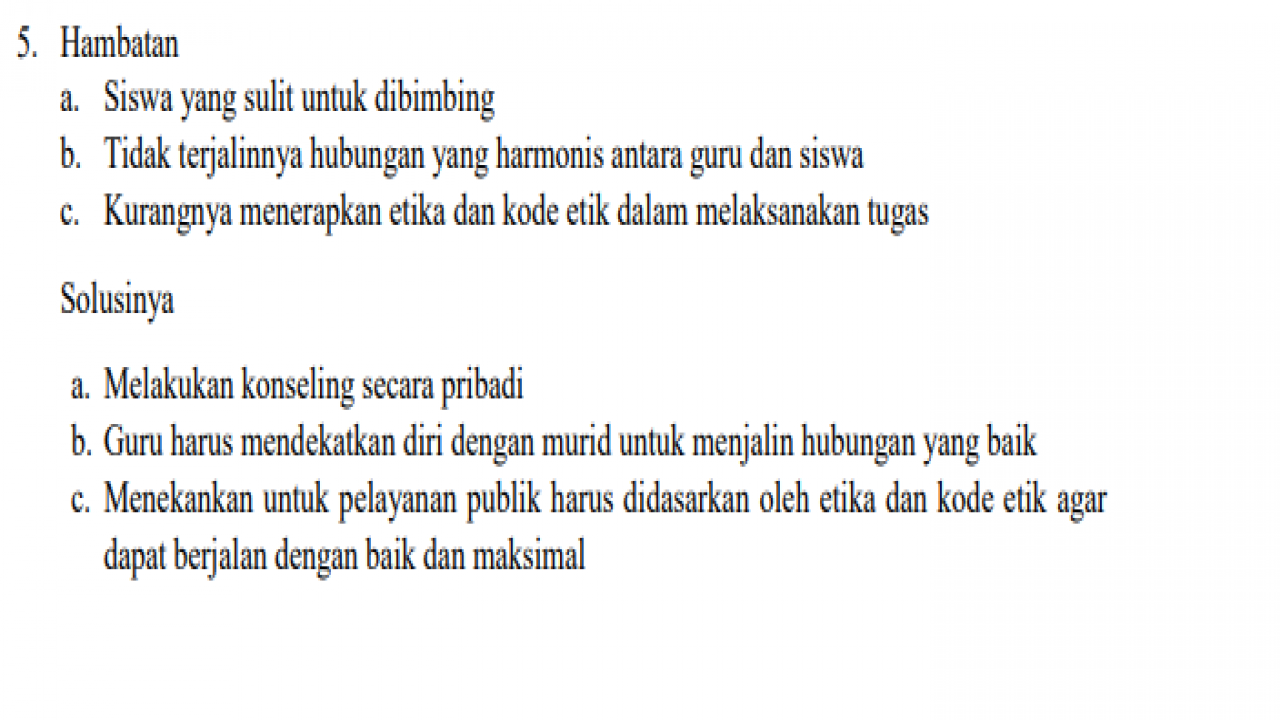 5. Hambatan
a. Siswa yang sulit untuk dibimbing
b. Tidak terjalinnya hubungan yang harmonis antara guru dan siswa
c. Kurangnya menerapkan etika dan kode etik dalam melaksanakan tugas
Solusinya
a. Melakukan konseling secara pribadi
b. Guru harus mendekatkan diri dengan murid untuk menjalin hubungan yang baik
c. Menekankan untuk pelayanan publik harus didasarkan oleh etika dan kode etik agar
dapat berjalan dengan baik dan maksimal